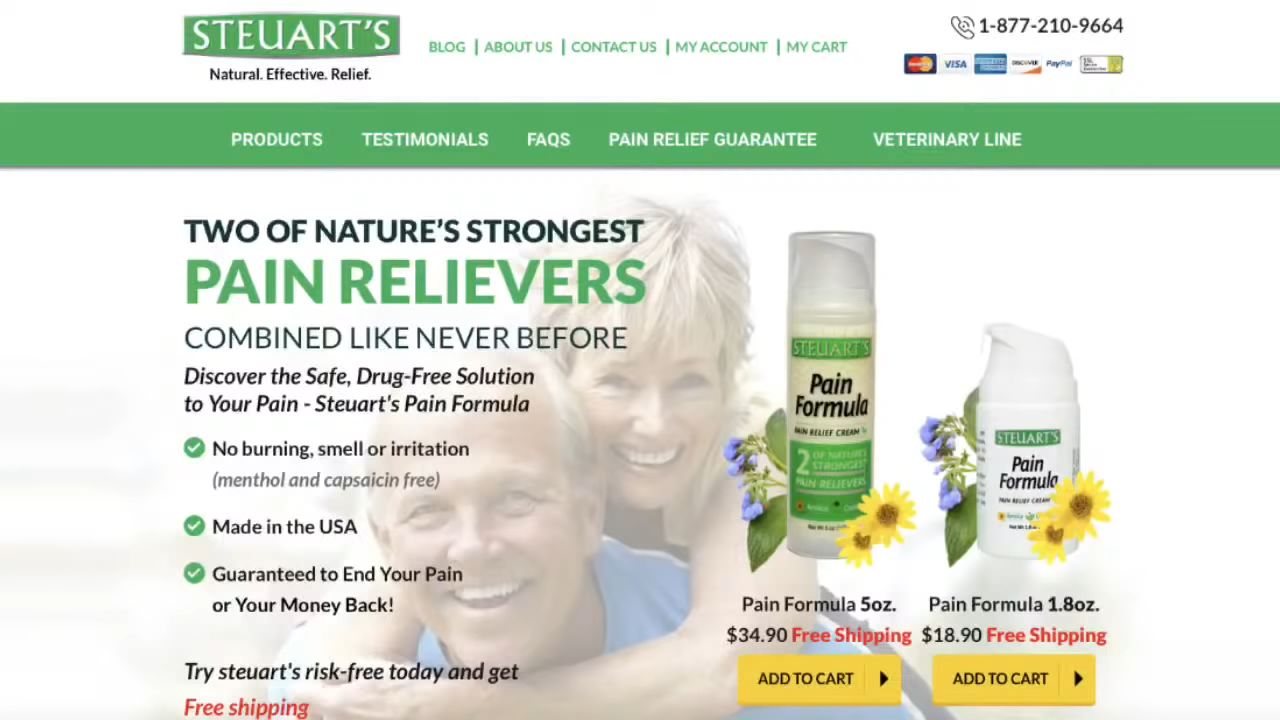 STEUART'S
Natural. Effective. Relief.
BLOG | ABOUT US | CONTACT US | MY ACCOUNT | MY CART
1-877-210-9664
VISA DISCOVER PayPal
PRODUCTS TESTIMONIALS FAQS PAIN RELIEF GUARANTEE VETERINARY LINE
TWO OF NATURE'S STRONGEST
PAIN RELIEVERS
COMBINED LIKE NEVER BEFORE
Discover the Safe, Drug-Free Solution
to Your Pain - Steuart's Pain Formula
No burning, smell or irritation
(menthol and capsaicin free)
Made in the USA
Guaranteed to End Your Pain
or Your Money Back!
Try steuart's risk-free today and get
Free shipping
STEUART'S
Pain
Formula
PAIN RELIEF CREAM
2 OF NATURE'S
STRONGEST
PAIN RELIEVERS
Arnica
STEUART'S
Pain
Formula
PAIN RELIEF CREAM
Arnica
Pain Formula 5oz.
$34.90 Free Shipping
ADD TO CART
Pain Formula 1.8oz.
$18.90 Free Shipping
ADD TO CART